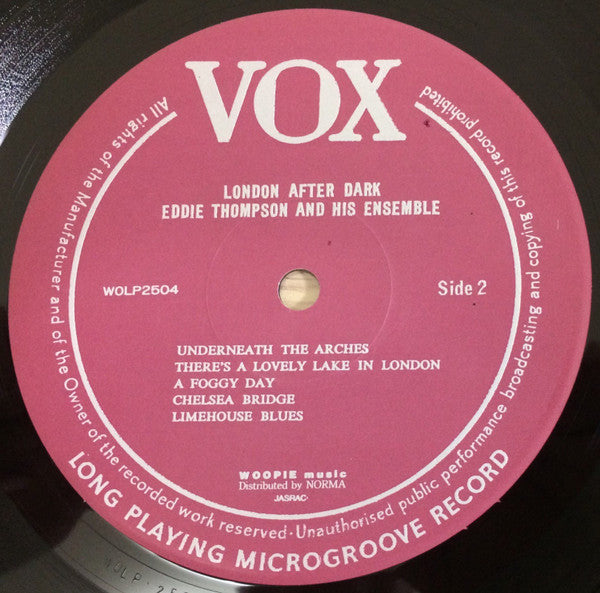 VOX
LONDON AFTER DARK
EDDIE THOMPSON AND HIS ENSEMBLE
WOLP2504
Side 2
UNDERNEATH THE ARCHES
THERE'S A LOVELY LAKE IN LONDON
A FOGGY DAY
CHELSEA BRIDGE
LIMEHOUSE BLUES
WOOPIE music
Distributed by NORMA
JASRAC
All rights of the Manufacturer and of the Owner of the recorded work reserved·Unauthorised public performance broadcasting and copying of this record prohibited
LONG PLAYING MICROGROOVE RECORD